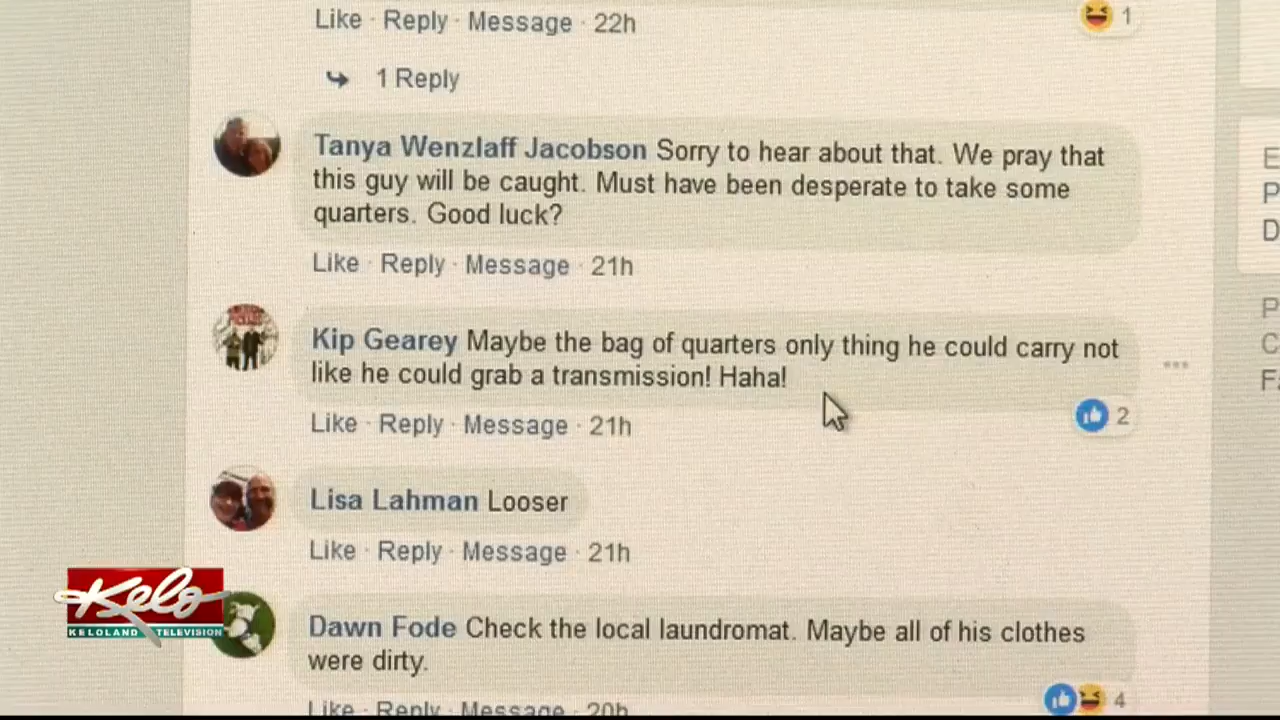 Like · Reply · Message · 22h
1
1 Reply
Tanya Wenzlaff Jacobson Sorry to hear about that. We pray that
this guy will be caught. Must have been desperate to take some
quarters. Good luck?
Like · Reply · Message · 21h
Kip Gearey Maybe the bag of quarters only thing he could carry not
like he could grab a transmission! Haha!
Like · Reply · Message · 21h
2
Lisa Lahman Looser
Like · Reply · Message · 21h
Dawn Fode Check the local laundromat. Maybe all of his clothes
were dirty.
Like · Reply · Message · 20h
4
E
P
D
P
C
Kelo
KELOLAND TELEVISION